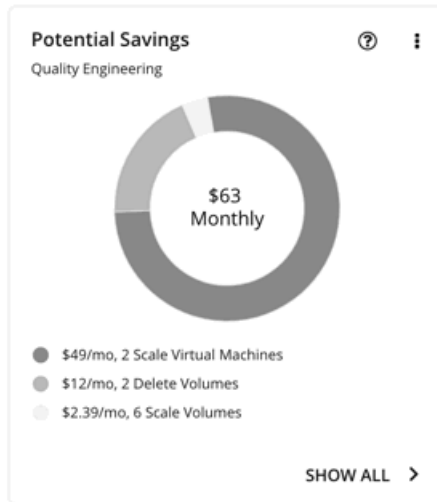 Potential Savings
Quality Engineering
$63
Monthly
$49/mo, 2 Scale Virtual Machines
$12/mo, 2 Delete Volumes
$2.39/mo, 6 Scale Volumes
SHOW ALL